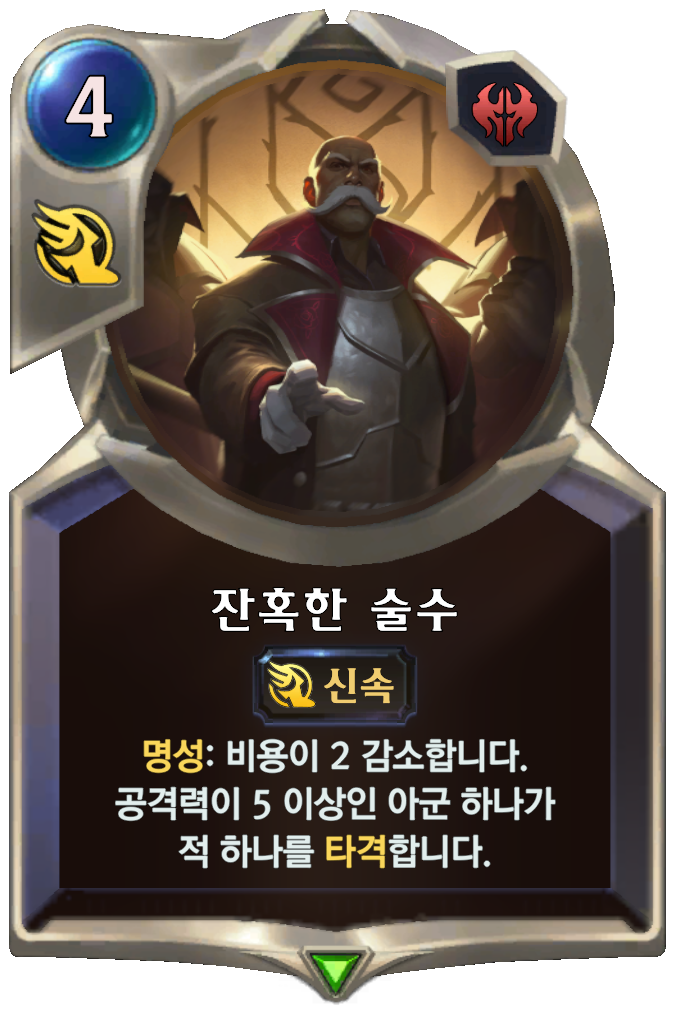 4
잔혹한 술수
신속
명성: 비용이 2 감소합니다.
공격력이 5 이상인 아군 하나가
적 하나를 타격합니다.